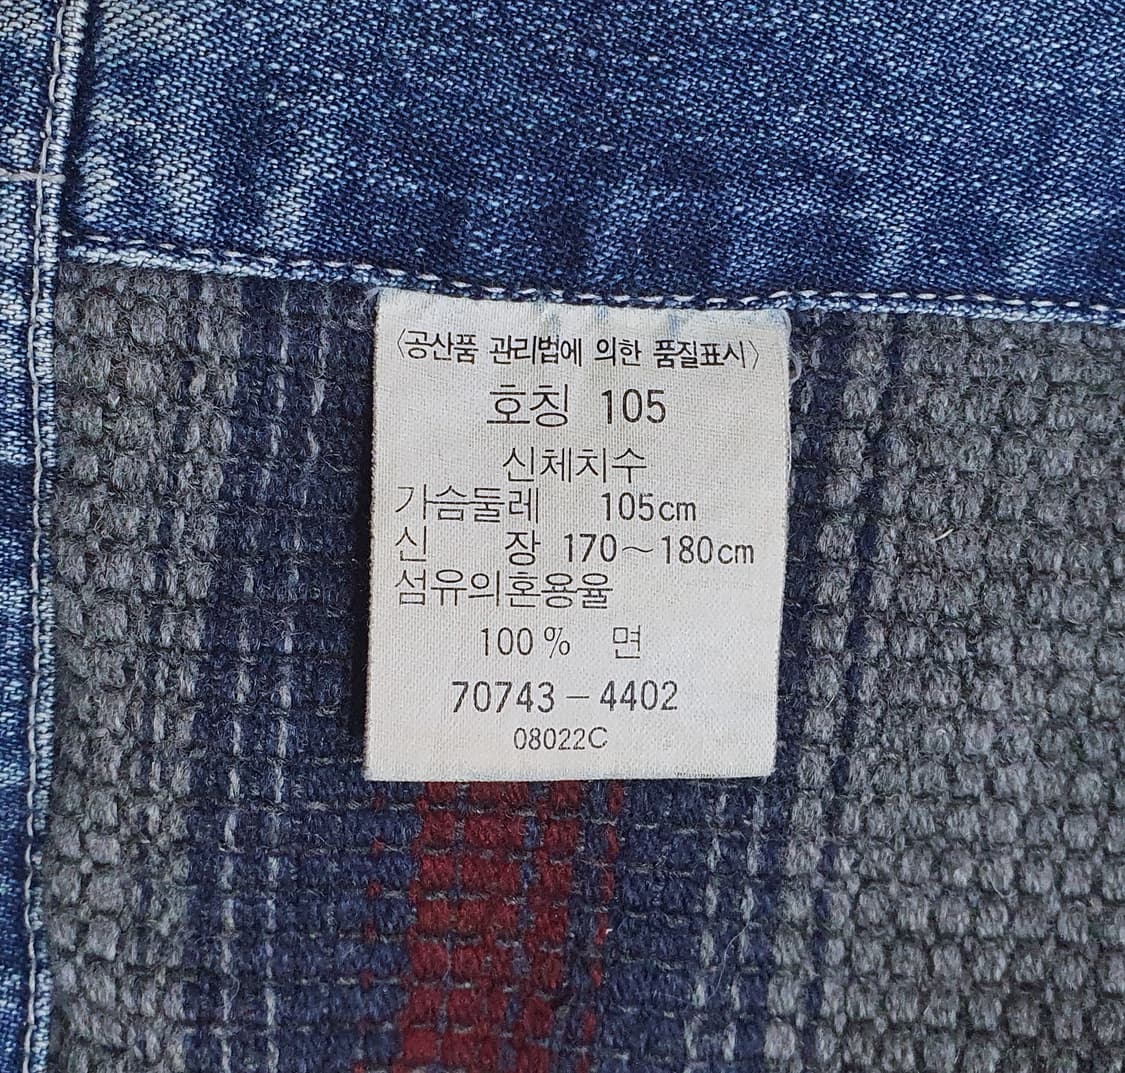 〈공산품 관리법에 의한 품질표시〉
호칭 105
신체치수
가슴둘레 105cm
신 장 170~180cm
섬유의혼용율
100% 면
70743-4402
08022C